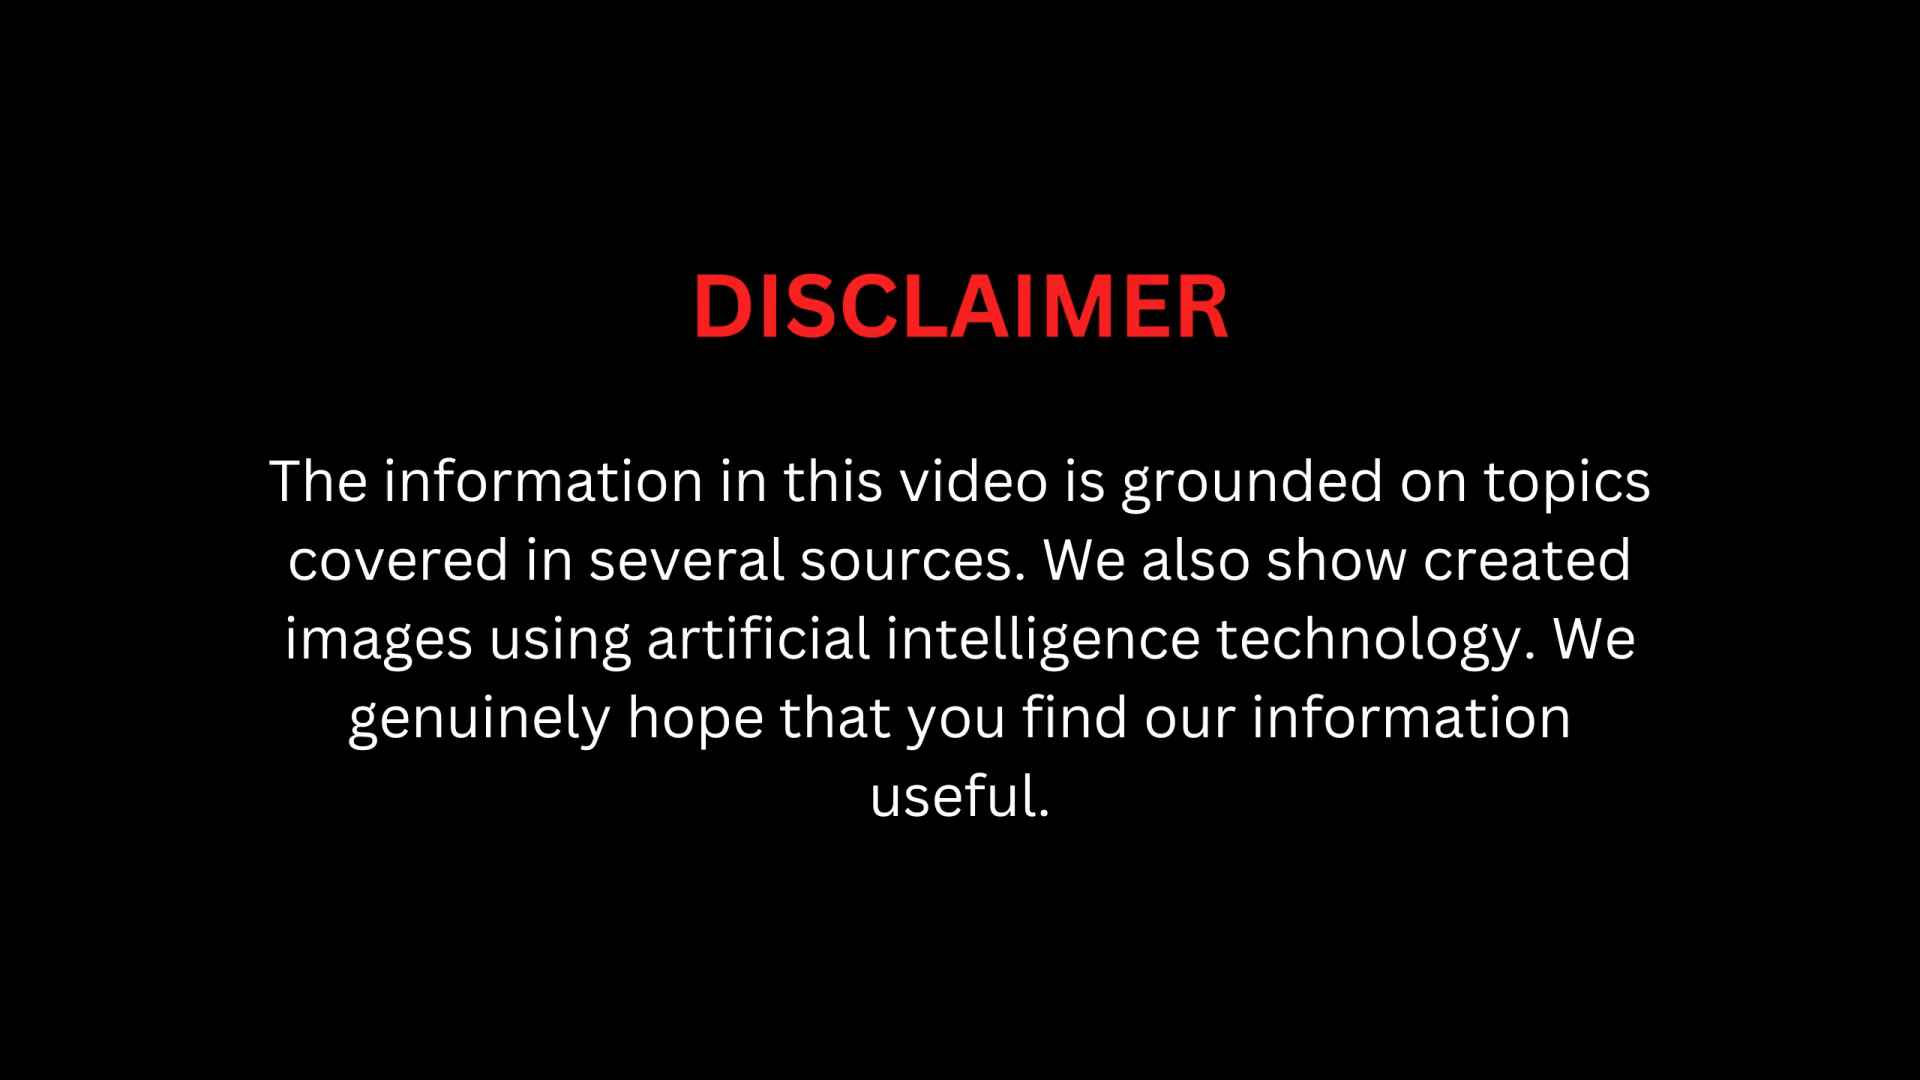 DISCLAIMER
The information in this video is grounded on topics
covered in several sources. We also show created
images using artificial intelligence technology. We
genuinely hope that you find our information
useful.